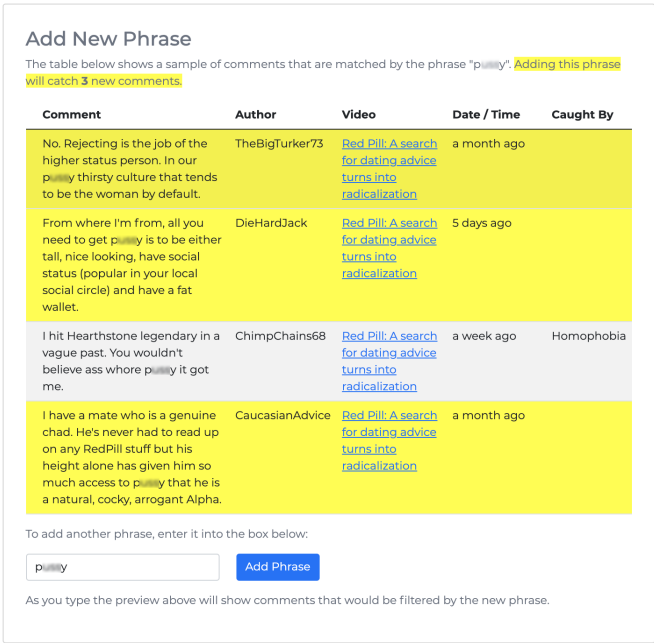 Add New Phrase
The table below shows a sample of comments that are matched by the phrase "". Adding this phrase
will catch 3 new comments.
Comment Author Video Date / Time Caught By
No. Rejecting is the job of the
higher status person. In our
thirsty culture that tends
to be the woman by default.
TheBigTurker73
Red Pill: A search
for dating advice
turns into
radicalization
a month ago
From where I'm from, all you
need to get is to be either
tall, nice looking, have social
status (popular in your local
social circle) and have a fat
wallet.
DieHardJack
Red Pill: A search
for dating advice
turns into
radicalization
5 days ago
I hit Hearthstone legendary in a
vague past. You wouldn't
believe ass whore it got
me.
ChimpChains68
Red Pill: A search
for dating advice
turns into
radicalization
a week ago
Homophobia
I have a mate who is a genuine
chad. He's never had to read up
on any RedPill stuff but his
height alone has given him so
much access to that he is
a natural, cocky, arrogant Alpha.
CaucasianAdvice
Red Pill: A search
for dating advice
turns into
radicalization
a month ago
To add another phrase, enter it into the box below:
Add Phrase
As you type the preview above will show comments that would be filtered by the new phrase.